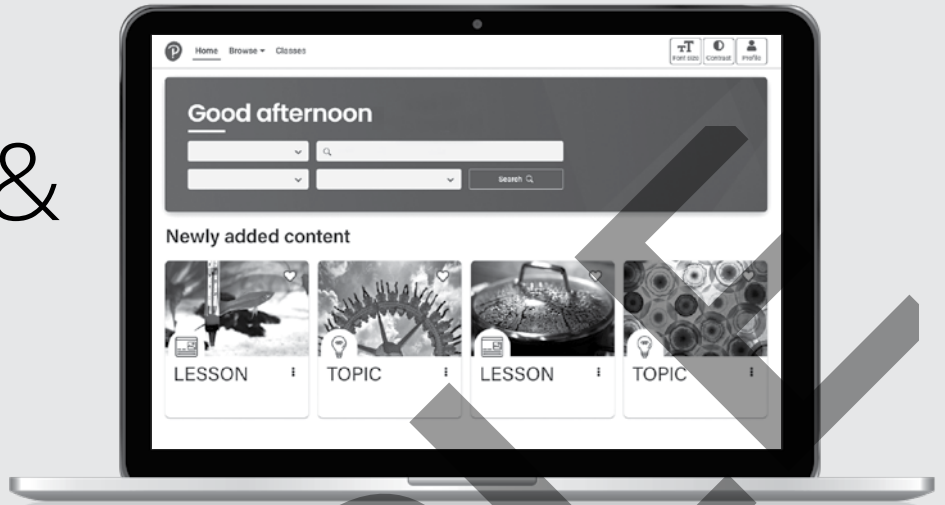 Home Browse Classes
Font size Contrast Profile
Good afternoon
&
Search
Newly added content
LESSON TOPIC LESSON TOPIC